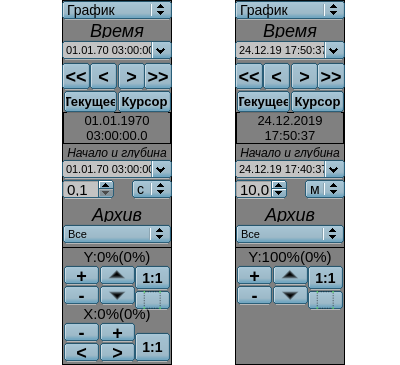 График
Время
01.01.70 03:00:00
<< < > >>
Текущее Курсор
01.01.1970
03:00:00.0
Начало и глубина
01.01.70 03:00:00
0,1 с
Архив
Все
Y:0%(0%)
+ 1:1
-
X:0%(0%)
- + 1:1
< >
График
Время
24.12.19 17:50:37
<< < > >>
Текущее Курсор
24.12.2019
17:50:37
Начало и глубина
24.12.19 17:40:37
10,0 м
Архив
Все
Y:100%(0%)
+ 1:1
-